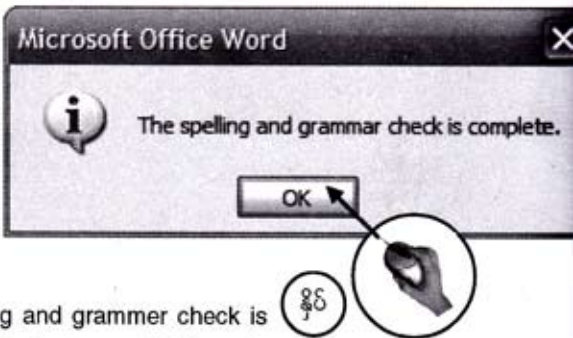 Microsoft Office Word
The spelling and grammar check is complete.
OK
g and grammer check is
နှိပ်